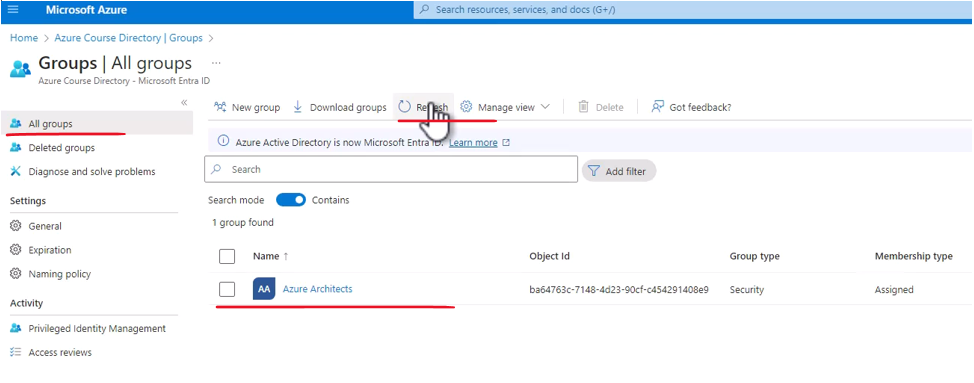 Microsoft Azure
Search resources, services, and docs (G+/)
Home > Azure Course Directory | Groups >
Groups | All groups ...
Azure Course Directory - Microsoft Entra ID
«
New group Download groups Refresh Manage view Delete Got feedback?
All groups
Deleted groups
Diagnose and solve problems
Settings
General
Expiration
Naming policy
Activity
Privileged Identity Management
Access reviews
Azure Active Directory is now Microsoft Entra ID. Learn more
Search
Add filter
Search mode Contains
1 group found
Name ↑ Object Id Group type Membership type
AA Azure Architects ba64763c-7148-4d23-90cf-c454291408e9 Security Assigned